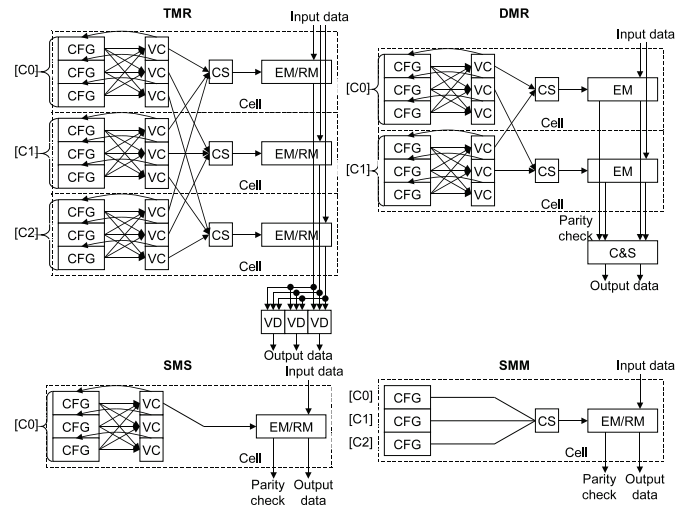 TMR
Input data
[C0]
CFG
CFG
CFG
VC
VC
VC
CS
EM/RM
Cell
[C1]
CFG
CFG
CFG
VC
VC
VC
CS
EM/RM
Cell
[C2]
CFG
CFG
CFG
VC
VC
VC
CS
EM/RM
Cell
VD VD VD
Output data
DMR
Input data
[C0]
CFG
CFG
CFG
VC
VC
VC
CS
EM
Cell
[C1]
CFG
CFG
CFG
VC
VC
VC
CS
EM
Cell
Parity
check
C&S
Output data
SMS
Input data
[C0]
CFG
CFG
CFG
VC
VC
VC
EM/RM
Cell
Parity
check
Output
data
SMM
Input data
[C0]
CFG
[C1]
CFG
[C2]
CFG
CS
EM/RM
Cell
Parity
check
Output
data